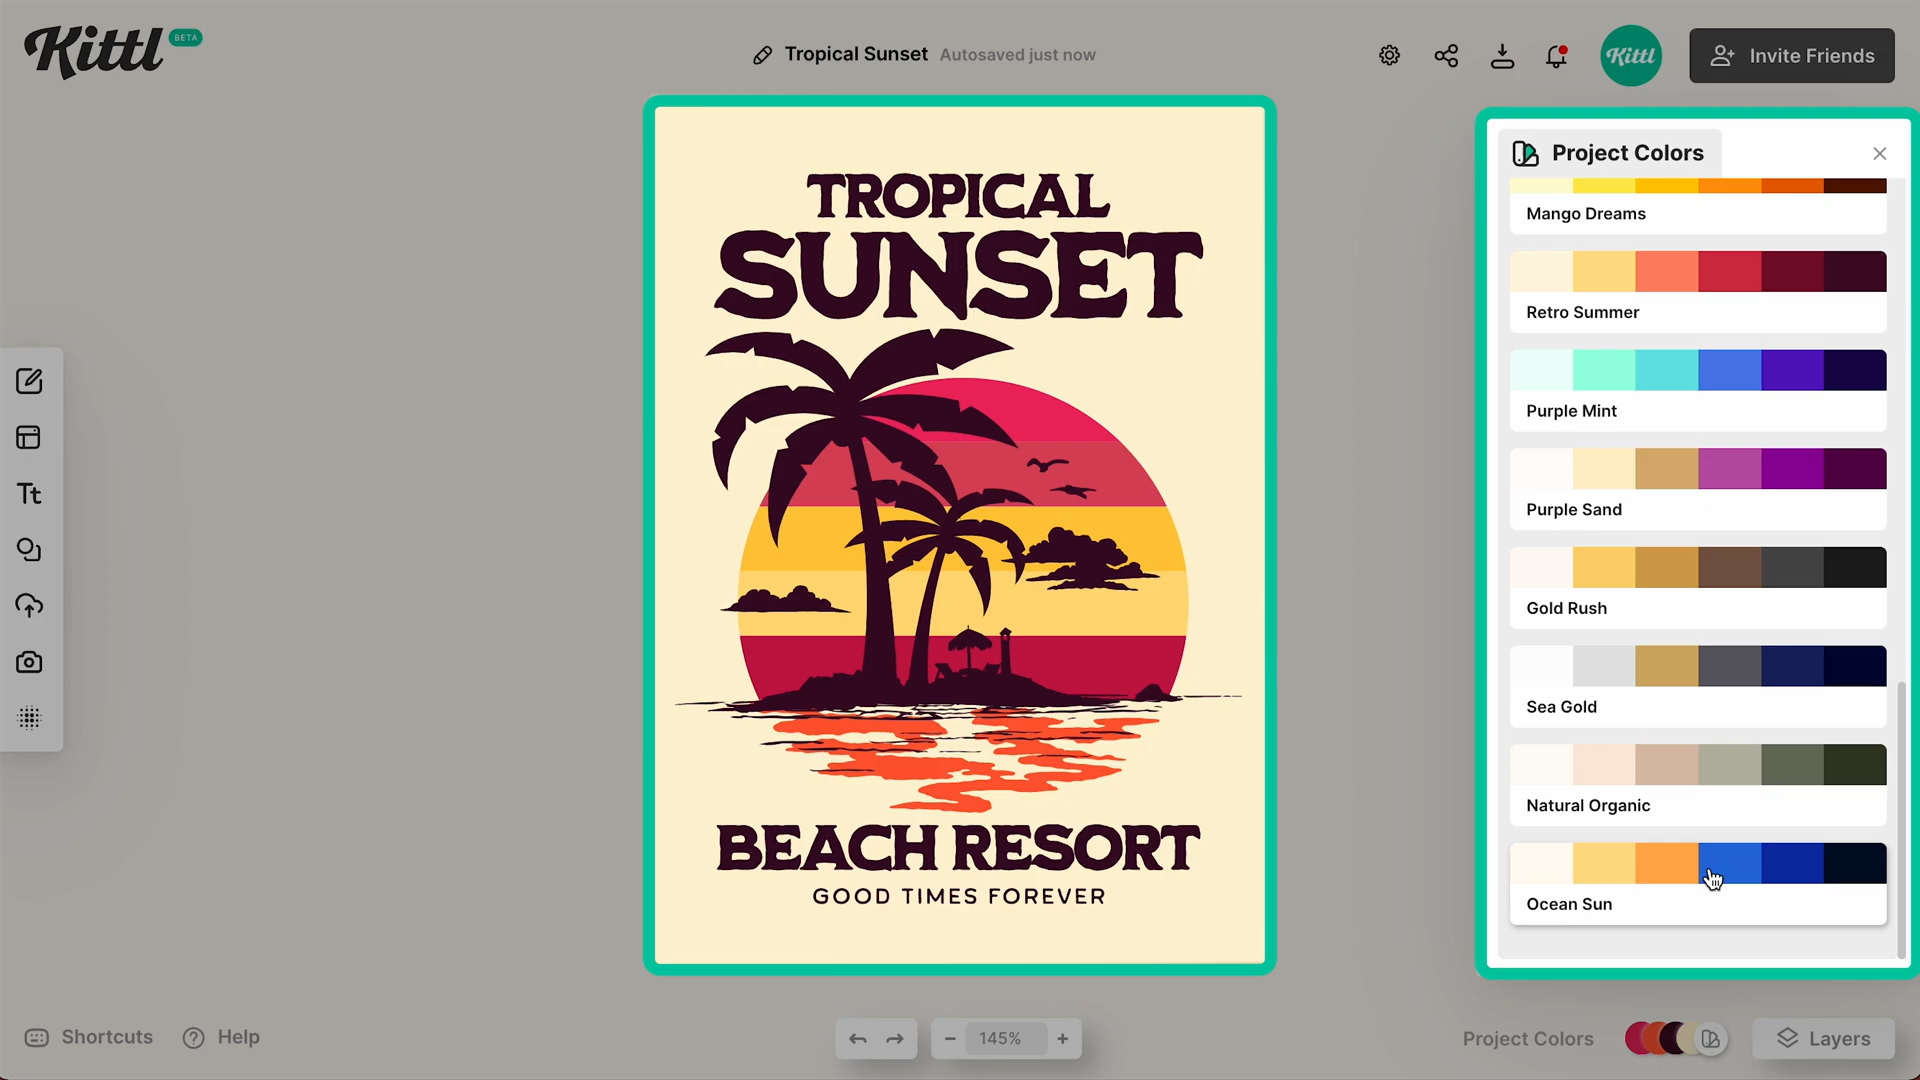 Kittl BETA
Tropical Sunset Autosaved just now
Kittl
Invite Friends
TROPICAL
SUNSET
BEACH RESORT
GOOD TIMES FOREVER
Tt
Project Colors
Mango Dreams
Retro Summer
Purple Mint
Purple Sand
Gold Rush
Sea Gold
Natural Organic
Ocean Sun
Shortcuts
Help
145%
Project Colors
Layers